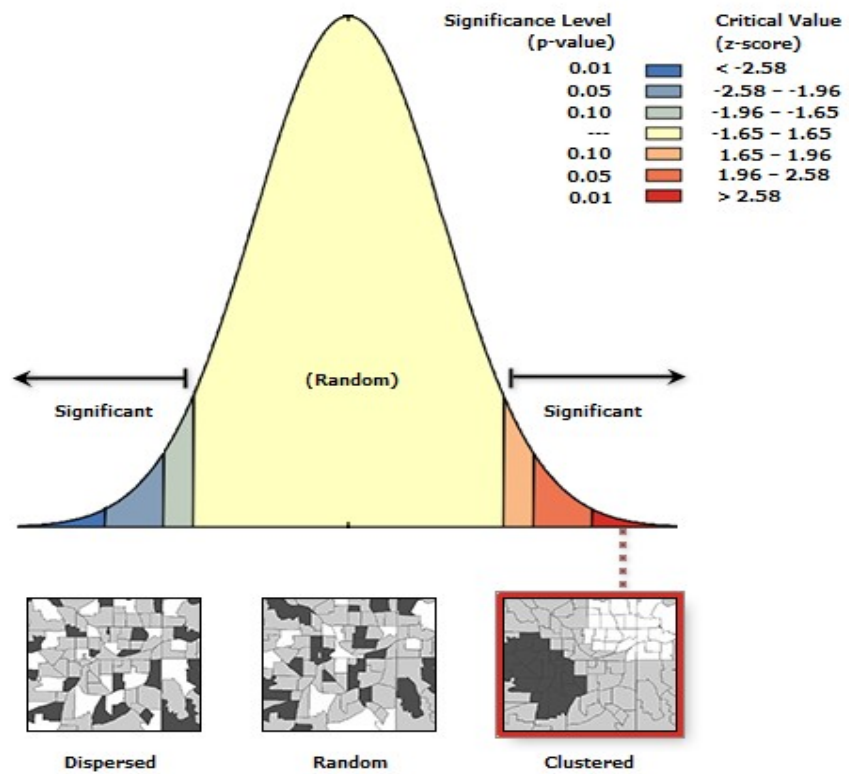 Significance Level Critical Value
(p-value) (z-score)
0.01 < -2.58
0.05 -2.58 – -1.96
0.10 -1.96 – -1.65
--- -1.65 – 1.65
0.10 1.65 – 1.96
0.05 1.96 – 2.58
0.01 > 2.58
(Random)
Significant Significant
Dispersed Random Clustered